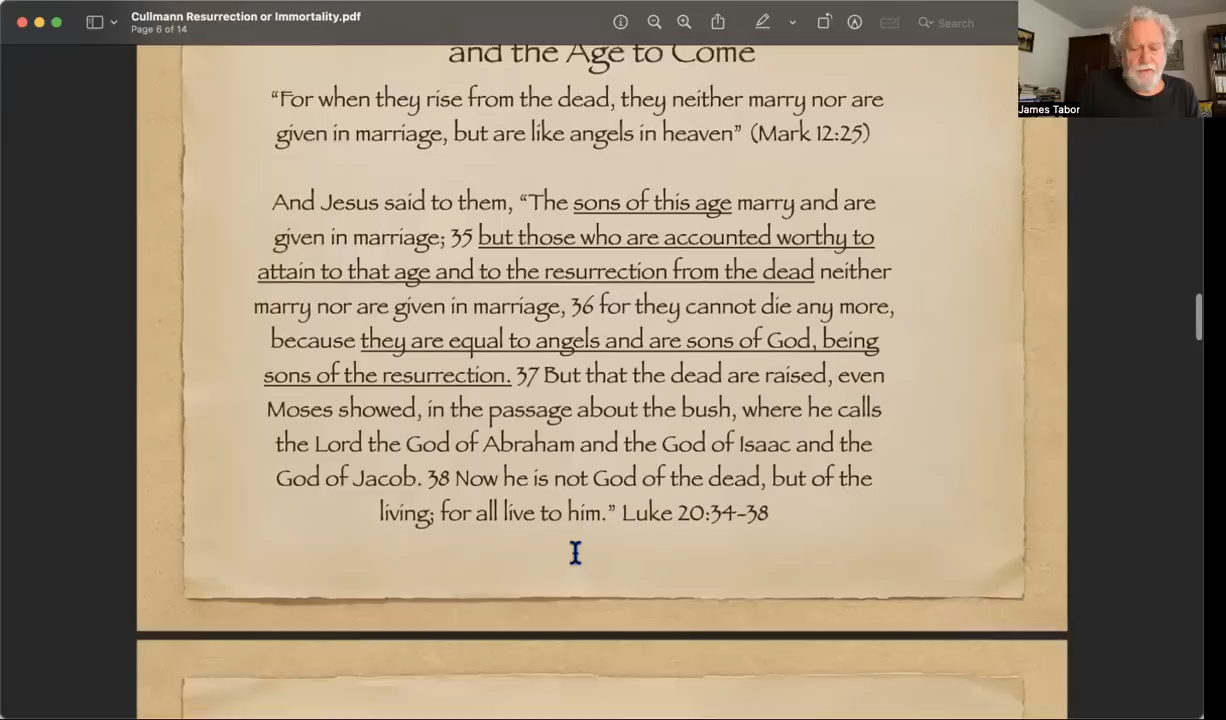 Cullmann Resurrection or Immortality.pdf
Page 6 of 14
Search
James Tabor
and the Age to Come
“For when they rise from the dead, they neither marry nor are
given in marriage, but are like angels in heaven” (Mark 12:25)
And Jesus said to them, “The sons of this age marry and are
given in marriage; 35 but those who are accounted worthy to
attain to that age and to the resurrection from the dead neither
marry nor are given in marriage, 36 for they cannot die any more,
because they are equal to angels and are sons of God, being
sons of the resurrection. 37 But that the dead are raised, even
Moses showed, in the passage about the bush, where he calls
the Lord the God of Abraham and the God of Isaac and the
God of Jacob. 38 Now he is not God of the dead, but of the
living; for all live to him.” Luke 20:34-38